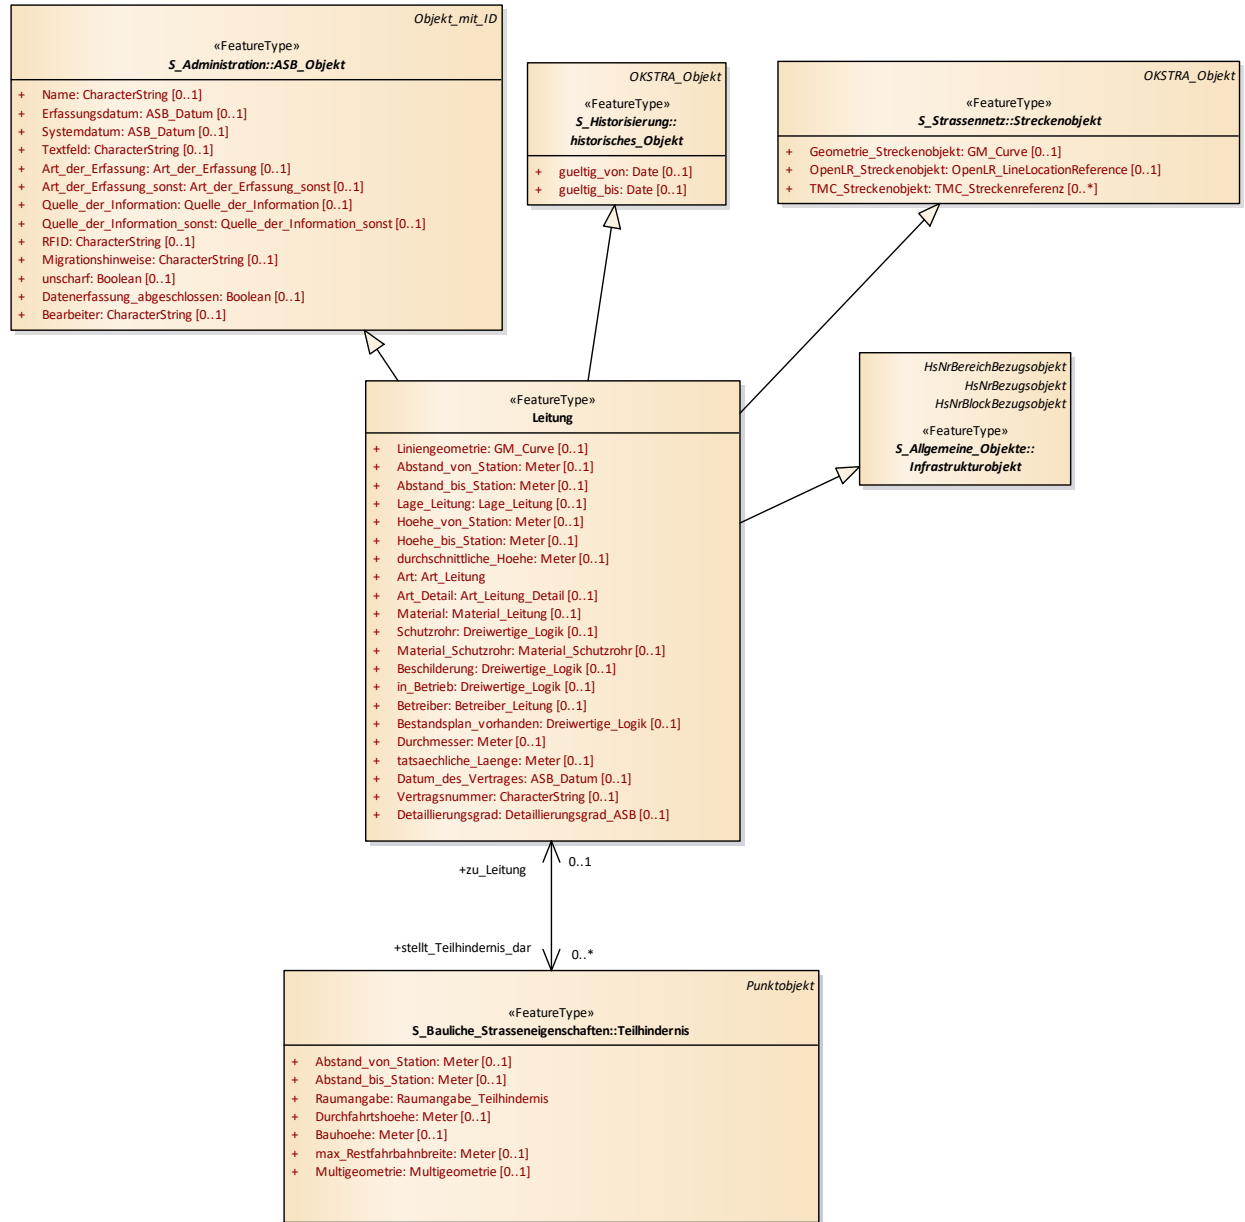 Objekt_mit_ID
«FeatureType»
S_Administration::ASB_Objekt
+ Name: CharacterString [0..1]
+ Erfassungsdatum: ASB_Datum [0..1]
+ Systemdatum: ASB_Datum [0..1]
+ Textfeld: CharacterString [0..1]
+ Art_der_Erfassung: Art_der_Erfassung [0..1]
+ Art_der_Erfassung_sonst: Art_der_Erfassung_sonst [0..1]
+ Quelle_der_Information: Quelle_der_Information [0..1]
+ Quelle_der_Information_sonst: Quelle_der_Information_sonst [0..1]
+ RFID: CharacterString [0..1]
+ Migrationshinweise: CharacterString [0..1]
+ unscharf: Boolean [0..1]
+ Datenerfassung_abgeschlossen: Boolean [0..1]
+ Bearbeiter: CharacterString [0..1]
OKSTRA_Objekt
«FeatureType»
S_Historisierung::
historisches_Objekt
+ gueltig_von: Date [0..1]
+ gueltig_bis: Date [0..1]
OKSTRA_Objekt
«FeatureType»
S_Strassennetz::Streckenobjekt
+ Geometrie_Streckenobjekt: GM_Curve [0..1]
+ OpenLR_Streckenobjekt: OpenLR_LineLocationReference [0..1]
+ TMC_Streckenobjekt: TMC_Streckenreferenz [0..*]
HsNrBereichBezugsobjekt
HsNrBezugsobjekt
HsNrBlockBezugsobjekt
«FeatureType»
S_Allgemeine_Objekte::
Infrastrukturobjekt
«FeatureType»
Leitung
+ Liniengeometrie: GM_Curve [0..1]
+ Abstand_von_Station: Meter [0..1]
+ Abstand_bis_Station: Meter [0..1]
+ Lage_Leitung: Lage_Leitung [0..1]
+ Hoehe_von_Station: Meter [0..1]
+ Hoehe_bis_Station: Meter [0..1]
+ durchschnittliche_Hoehe: Meter [0..1]
+ Art: Art_Leitung
+ Art_Detail: Art_Leitung_Detail [0..1]
+ Material: Material_Leitung [0..1]
+ Schutzrohr: Dreiwertige_Logik [0..1]
+ Material_Schutzrohr: Material_Schutzrohr [0..1]
+ Beschilderung: Dreiwertige_Logik [0..1]
+ in_Betrieb: Dreiwertige_Logik [0..1]
+ Betreiber: Betreiber_Leitung [0..1]
+ Bestandsplan_vorhanden: Dreiwertige_Logik [0..1]
+ Durchmesser: Meter [0..1]
+ tatsaechliche_Laenge: Meter [0..1]
+ Datum_des_Vertrages: ASB_Datum [0..1]
+ Vertragsnummer: CharacterString [0..1]
+ Detaillierungsgrad: Detaillierungsgrad_ASB [0..1]
+zu_Leitung 0..1
+stellt_Teilhindernis_dar 0..*
Punktobjekt
«FeatureType»
S_Bauliche_Strasseneigenschaften::Teilhindernis
+ Abstand_von_Station: Meter [0..1]
+ Abstand_bis_Station: Meter [0..1]
+ Raumangabe: Raumangabe_Teilhindernis
+ Durchfahrtshoehe: Meter [0..1]
+ Bauhoehe: Meter [0..1]
+ max_Restfahrbahnbreite: Meter [0..1]
+ Multigeometrie: Multigeometrie [0..1]